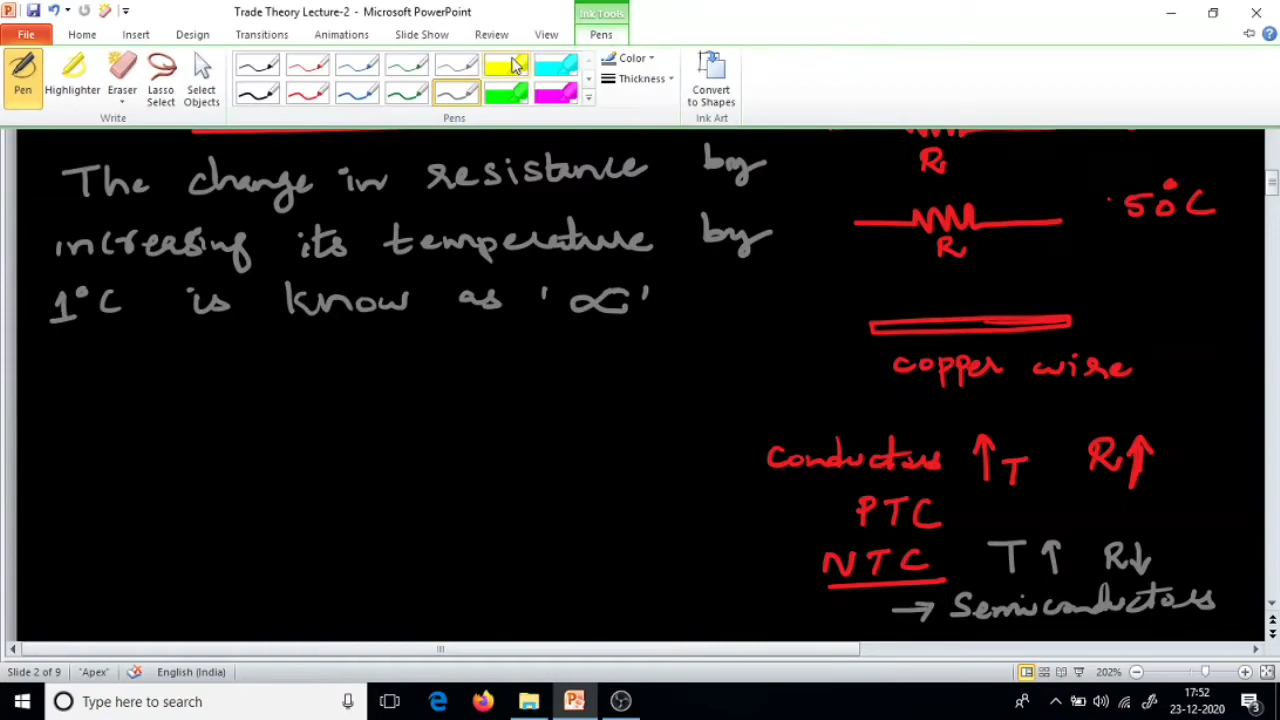 Trade Theory Lecture-2 - Microsoft PowerPoint
Ink Tools
File Home Insert Design Transitions Animations Slide Show Review View Pens
Pen Highlighter Eraser Lasso Select Select Objects
Color
Thickness
Convert to Shapes
Write Pens Ink Art
The change in resistance by
increasing its temperature by
1°C is know as '∝'
R
50°C
R
copper wire
Conductors ↑T R↑
PTC
NTC T↑ R↓
→ Semiconductors
Slide 2 of 9 "Apex" English (India) 202%
Type here to search
17:52
23-12-2020
3